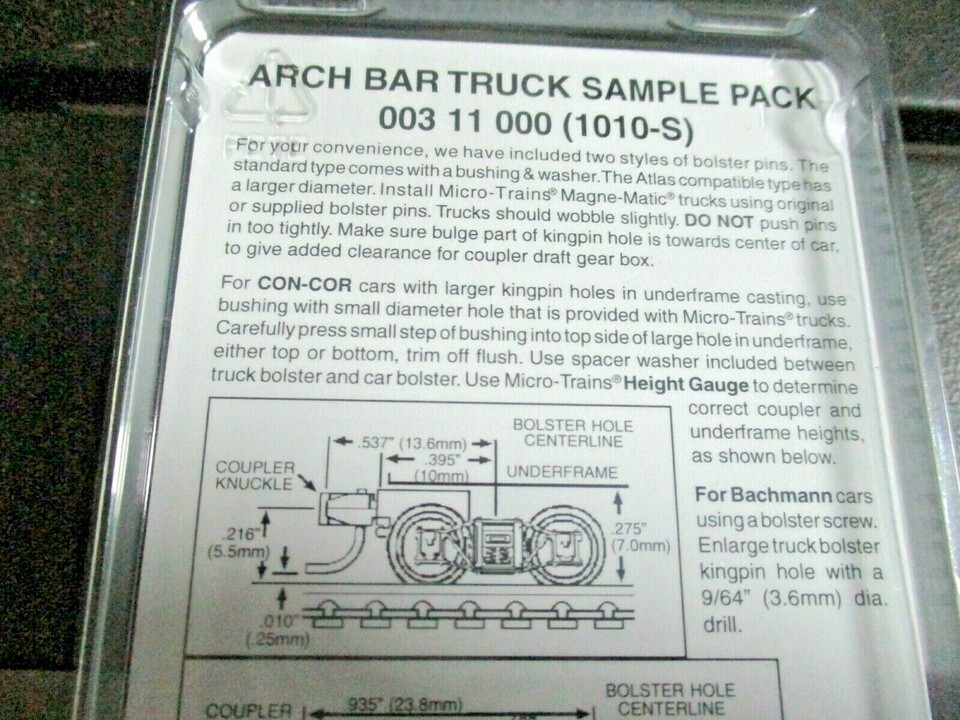 ARCH BAR TRUCK SAMPLE PACK
003 11 000 (1010-S)
For your convenience, we have included two styles of bolster pins. The
standard type comes with a bushing & washer. The Atlas compatible type has
a larger diameter. Install Micro-Trains® Magne-Matic® trucks using original
or supplied bolster pins. Trucks should wobble slightly. DO NOT push pins
in too tightly. Make sure bulge part of kingpin hole is towards center of car,
to give added clearance for coupler draft gear box.
For CON-COR cars with larger kingpin holes in underframe casting, use
bushing with small diameter hole that is provided with Micro-Trains® trucks.
Carefully press small step of bushing into top side of large hole in underframe,
either top or bottom, trim off flush. Use spacer washer included between
truck bolster and car bolster. Use Micro-Trains® Height Gauge to determine
correct coupler and
underframe heights,
as shown below.
For Bachmann cars
using a bolster screw.
Enlarge truck bolster
kingpin hole with a
9/64" (3.6mm) dia.
drill.
BOLSTER HOLE
CENTERLINE
.537" (13.6mm)
.395"
(10mm)
UNDERFRAME
COUPLER
KNUCKLE
.216"
(5.5mm)
.275"
(7.0mm)
.010"
(.25mm)
BOLSTER HOLE
CENTERLINE
.935" (23.8mm)
COUPLER